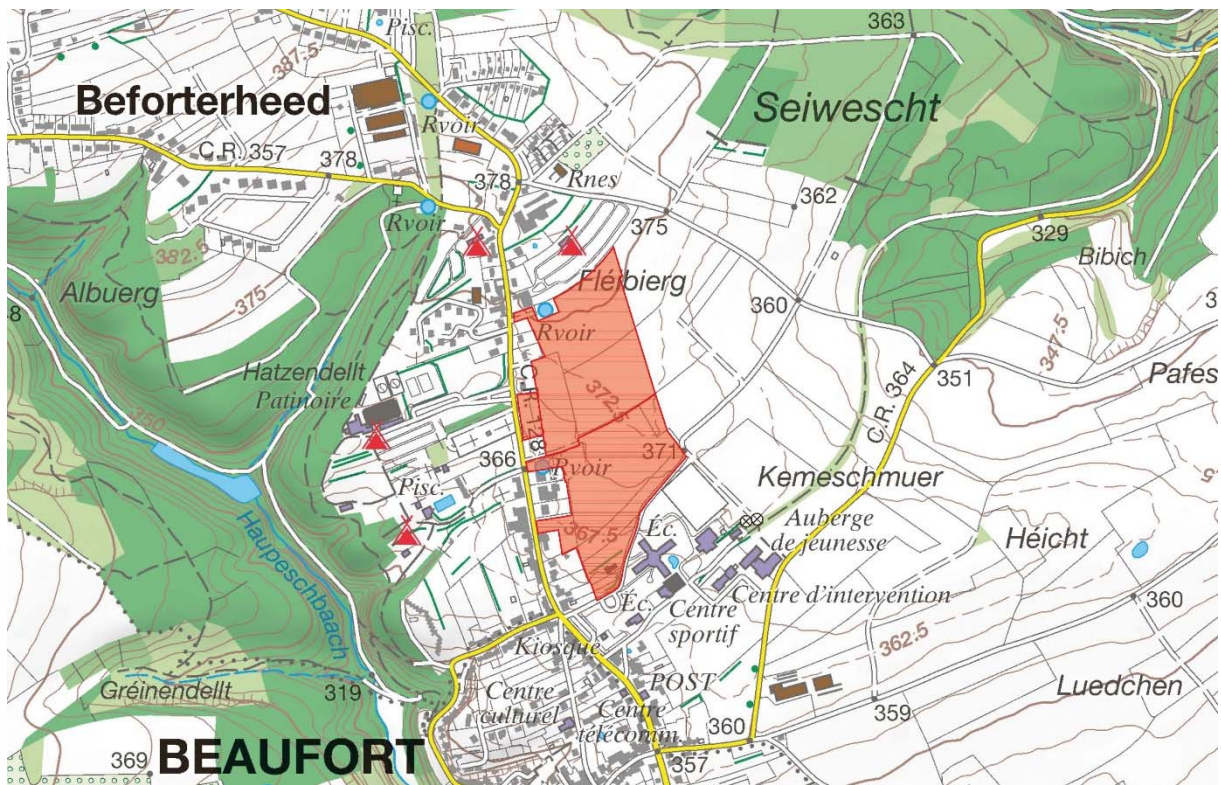 Pisc.
363
387.5
Beforterheed
Rvoir
Seiwescht
C.R. 357
378
378
Rnes
362
Rvoir
375
329
382.5
Bibich
375
Fléibierg
Albuerg
360
8
Rvoir
3
347.5
Hatzendellt
351
Pafes
Patinoire
C.R. 128
372.5
C.R. 364
350
371
366
Rvoir
Kemeschmuer
5
Pisc.
Auberge
de jeunesse
367.5
Éc.
Héicht
Haupeschbaach
Centre d'intervention
Éc.
Centre
sportif
360
Kiosque
362.5
Gréinendellt
319
POST
Luedchen
Centre
culturel
Centre
télécomm.
359
360
BEAUFORT
369
357